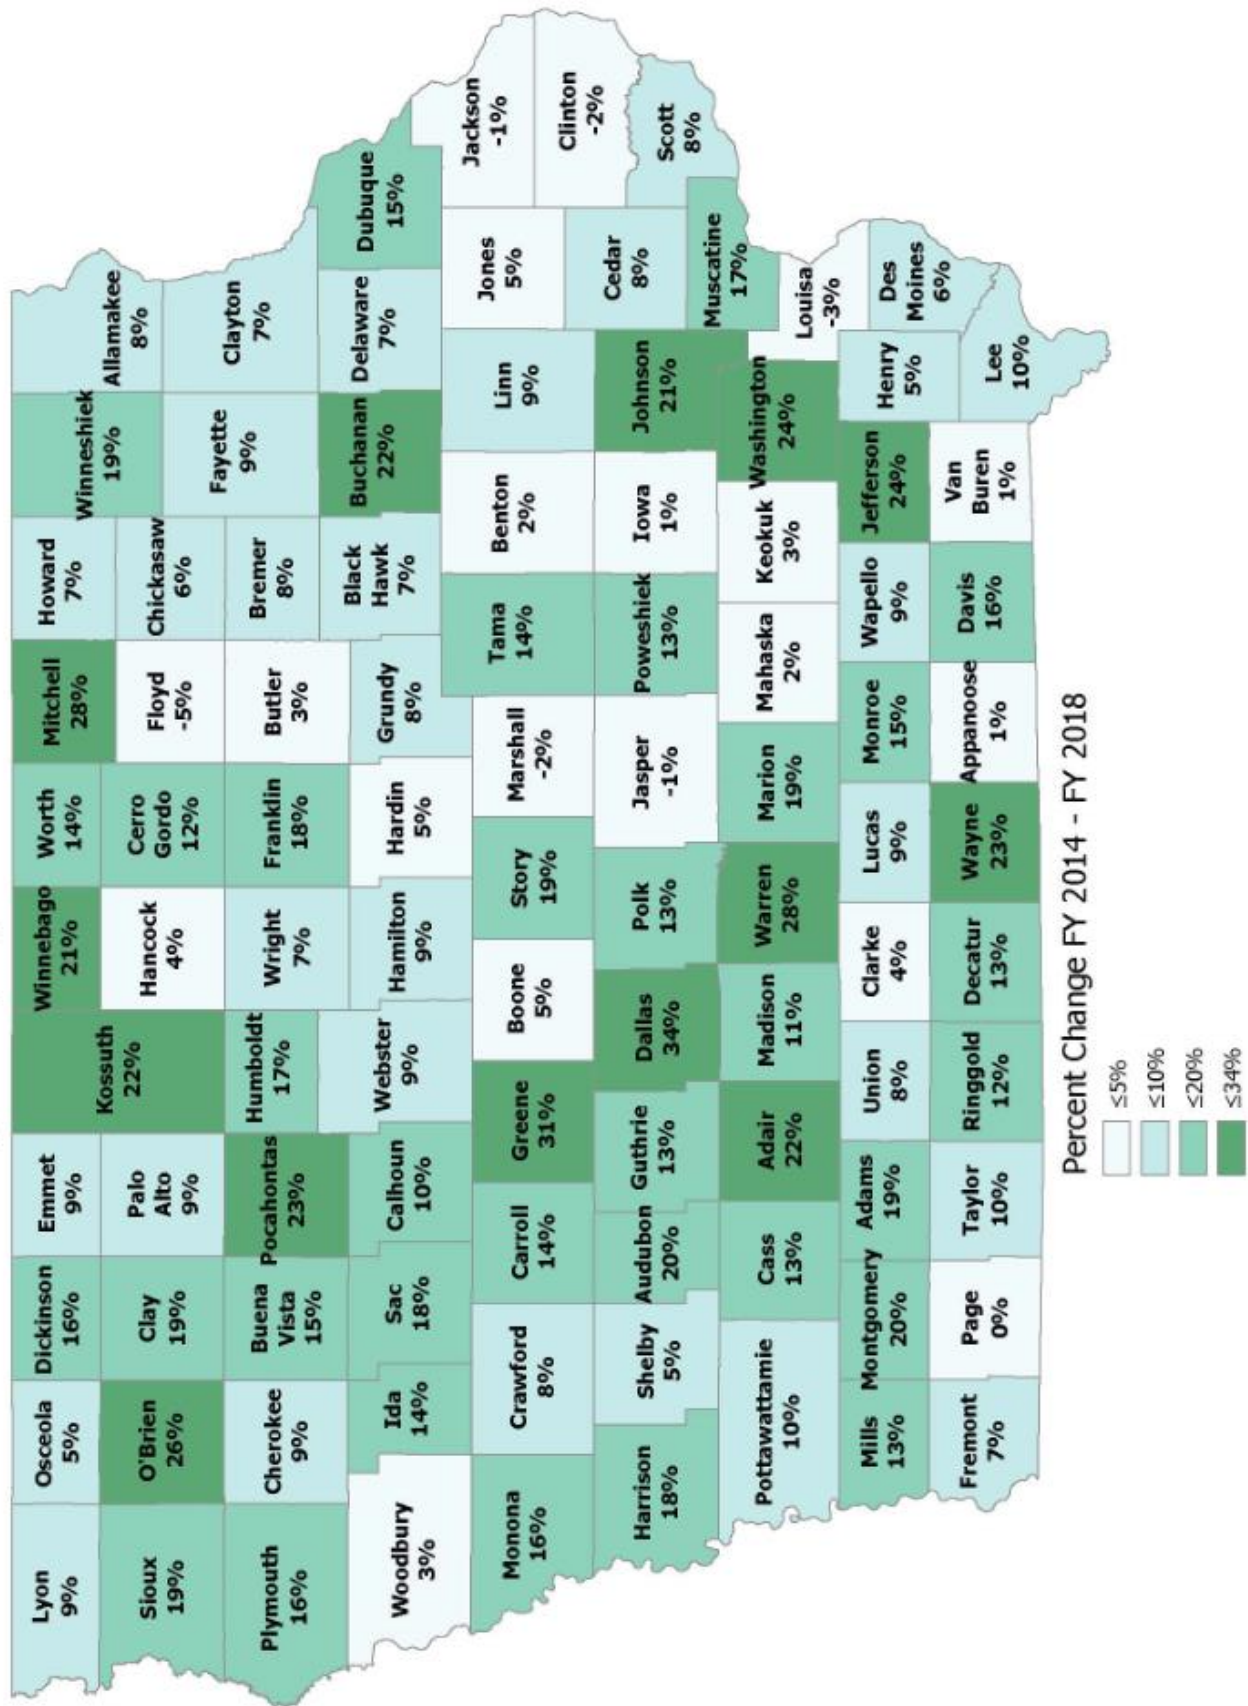 Lyon
9%
Osceola
5%
Dickinson
16%
Emmet
9%
Kossuth
22%
Winnebago
21%
Worth
14%
Mitchell
28%
Howard
7%
Winneshiek
19%
Allamakee
8%
Sioux
19%
O'Brien
26%
Clay
19%
Palo
Alto
9%
Hancock
4%
Cerro
Gordo
12%
Floyd
-5%
Chickasaw
6%
Fayette
9%
Clayton
7%
Plymouth
16%
Cherokee
9%
Buena
Vista
15%
Pocahontas
23%
Humboldt
17%
Wright
7%
Franklin
18%
Butler
3%
Bremer
8%
Woodbury
3%
Ida
14%
Sac
18%
Calhoun
10%
Webster
9%
Hamilton
9%
Hardin
5%
Grundy
8%
Black
Hawk
7%
Buchanan
22%
Delaware
7%
Dubuque
15%
Monona
16%
Crawford
8%
Carroll
14%
Greene
31%
Boone
5%
Story
19%
Marshall
-2%
Tama
14%
Benton
2%
Linn
9%
Jones
5%
Jackson
-1%
Clinton
-2%
Harrison
18%
Shelby
5%
Audubon
20%
Guthrie
13%
Dallas
34%
Polk
13%
Jasper
-1%
Poweshiek
13%
Iowa
1%
Johnson
21%
Cedar
8%
Scott
8%
Muscatine
17%
Pottawattamie
10%
Cass
13%
Adair
22%
Madison
11%
Warren
28%
Marion
19%
Mahaska
2%
Keokuk
3%
Washington
24%
Louisa
-3%
Mills
13%
Montgomery
20%
Adams
19%
Union
8%
Clarke
4%
Lucas
9%
Monroe
15%
Wapello
9%
Jefferson
24%
Henry
5%
Des
Moines
6%
Fremont
7%
Page
0%
Taylor
10%
Ringgold
12%
Decatur
13%
Wayne
23%
Appanoose
1%
Davis
16%
Van
Buren
1%
Lee
10%
Percent Change FY 2014 - FY 2018
≤5%
≤10%
≤20%
≤34%